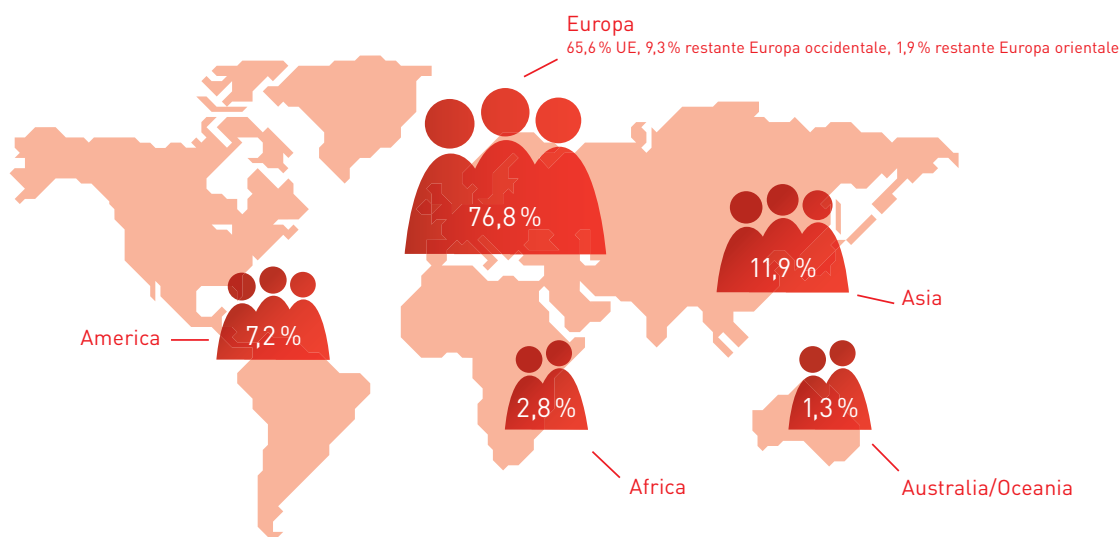 Europa
65,6 % UE, 9,3 % restante Europa occidentale, 1,9 % restante Europa orientale
76,8 %
11,9 %
Asia
America
7,2 %
2,8 %
1,3 %
Africa
Australia/Oceania